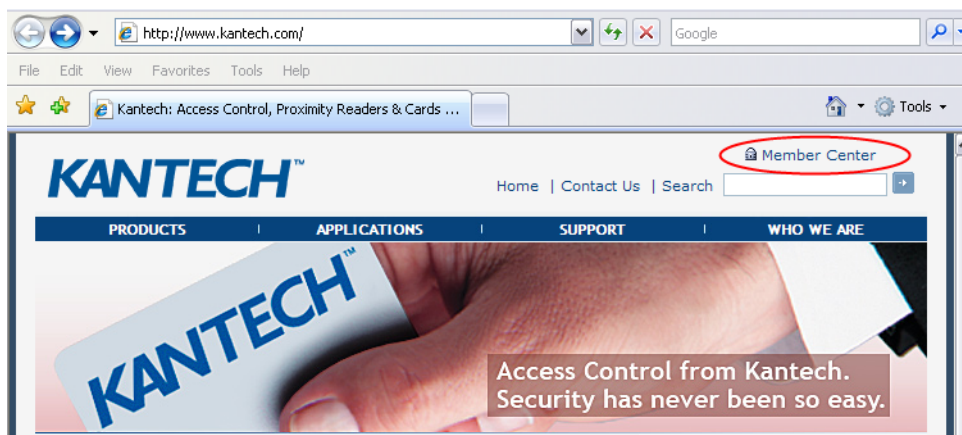 http://www.kantech.com/
Google
File Edit View Favorites Tools Help
Kantech: Access Control, Proximity Readers & Cards ...
Tools
Member Center
KANTECH™
Home | Contact Us | Search
PRODUCTS | APPLICATIONS | SUPPORT | WHO WE ARE
KANTECH™
Access Control from Kantech.
Security has never been so easy.